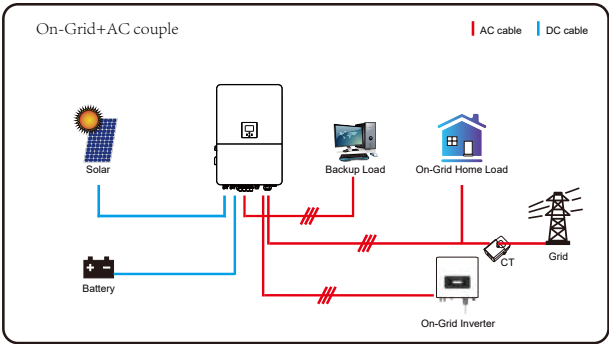 On-Grid+AC couple
AC cable
DC cable
Solar
Backup Load
On-Grid Home Load
CT
Grid
Battery
On-Grid Inverter